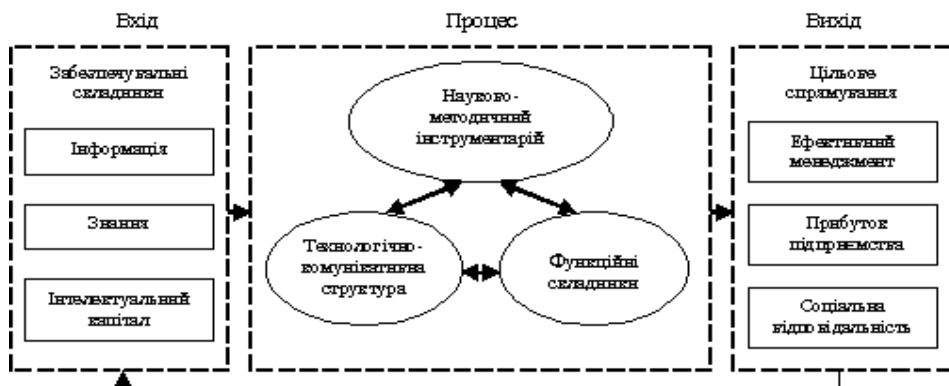 Вхід
Процес
Вихід
Забезпечувальні
складники
Інформація
Знання
Інтелектуальний
капітал
Науково-
методичний
інструментарій
Технологічно-
комунікативна
структура
Функційні
складники
Цільове
спрямування
Ефективний
менеджмент
Прибуток
підприємства
Соціальна
відповідальність